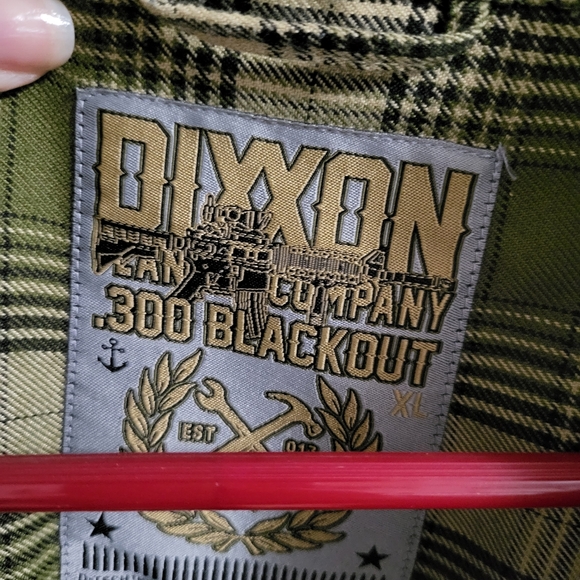 DIXXON
COMPANY
.300 BLACKOUT
XL
EST